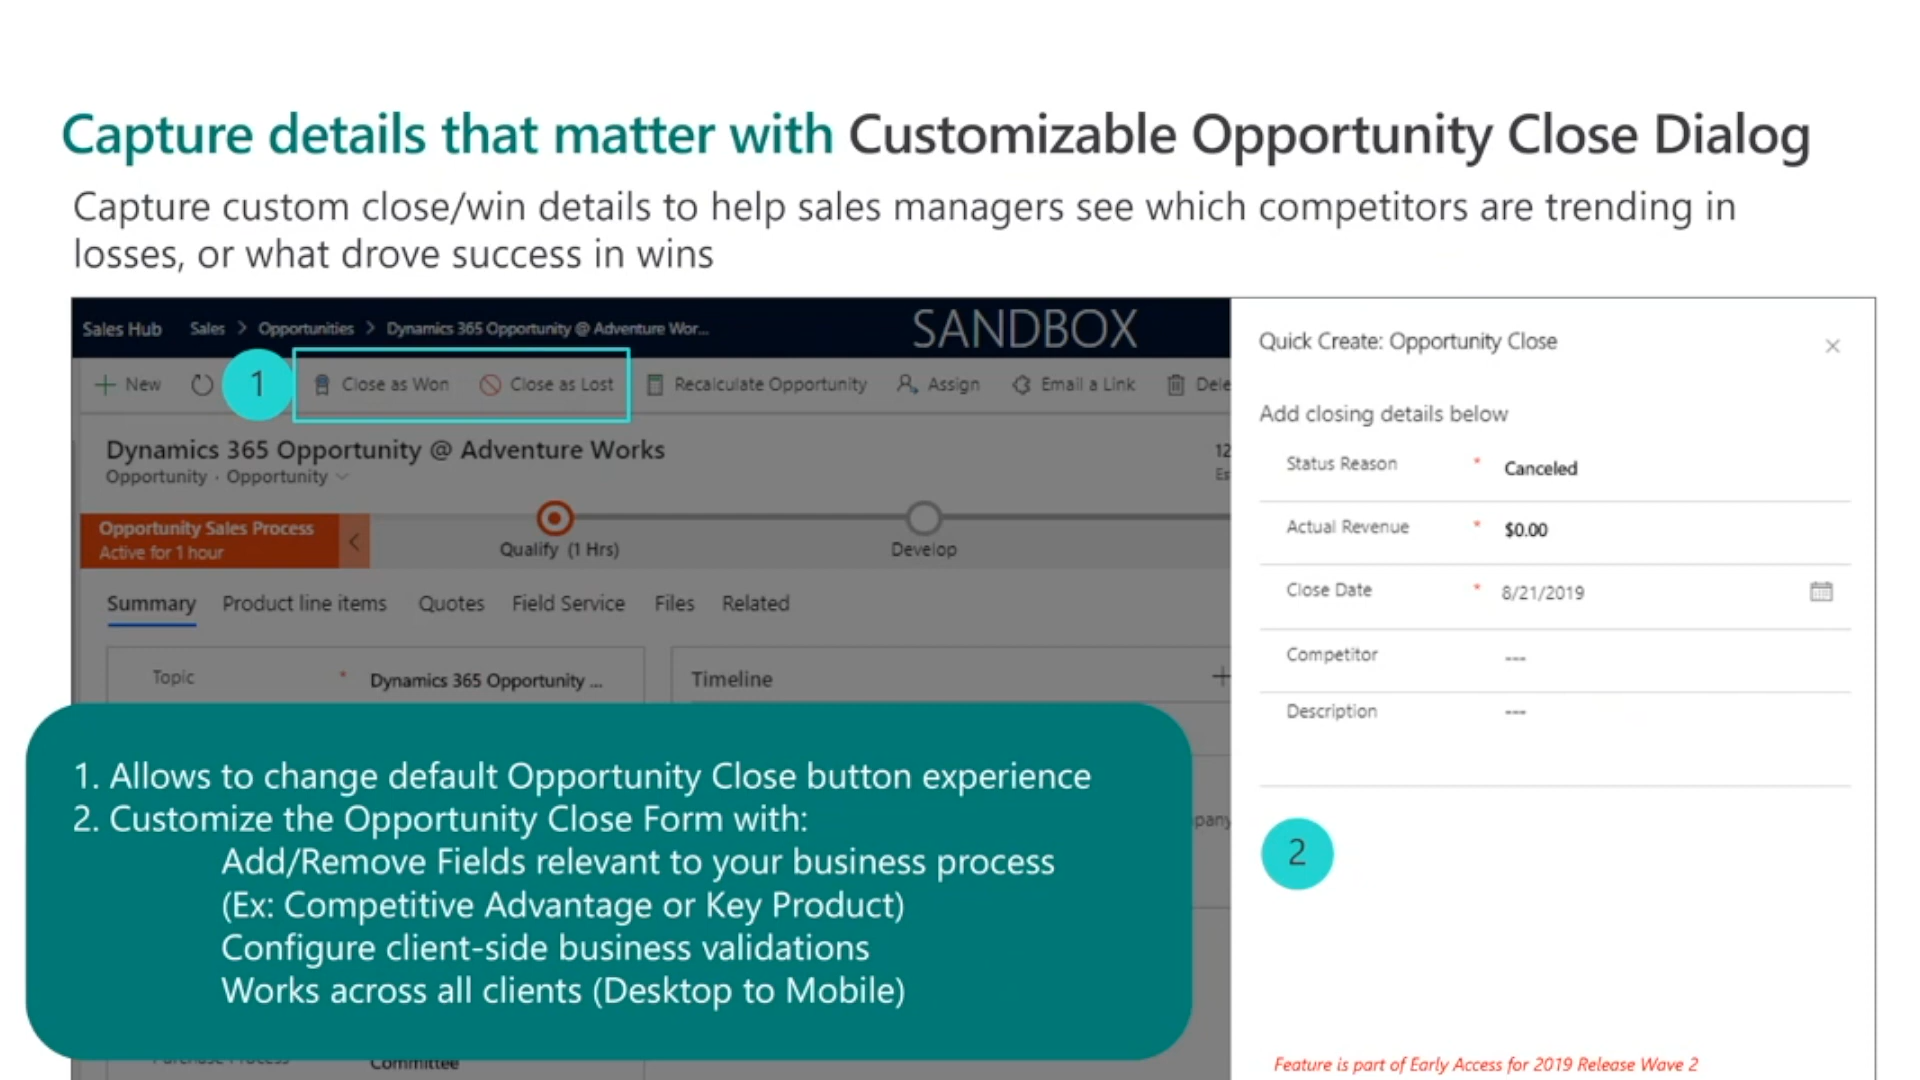 Capture details that matter with Customizable Opportunity Close Dialog
Capture custom close/win details to help sales managers see which competitors are trending in
losses, or what drove success in wins
Sales Hub Sales > Opportunities > Dynamics 365 Opportunity @ Adventure Wor...
SANDBOX
New
1
Close as Won
Close as Lost
Recalculate Opportunity
Assign
Email a Link
Dele
Dynamics 365 Opportunity @ Adventure Works
Opportunity · Opportunity
12
Es
Opportunity Sales Process
Active for 1 hour
<
Qualify (1 Hrs)
Develop
Summary Product line items Quotes Field Service Files Related
Topic * Dynamics 365 Opportunity ...
Timeline
1. Allows to change default Opportunity Close button experience
2. Customize the Opportunity Close Form with:
Add/Remove Fields relevant to your business process
(Ex: Competitive Advantage or Key Product)
Configure client-side business validations
Works across all clients (Desktop to Mobile)
pany
Committee
Quick Create: Opportunity Close
Add closing details below
Status Reason * Canceled
Actual Revenue * $0.00
Close Date * 8/21/2019
Competitor ---
Description ---
2
Feature is part of Early Access for 2019 Release Wave 2